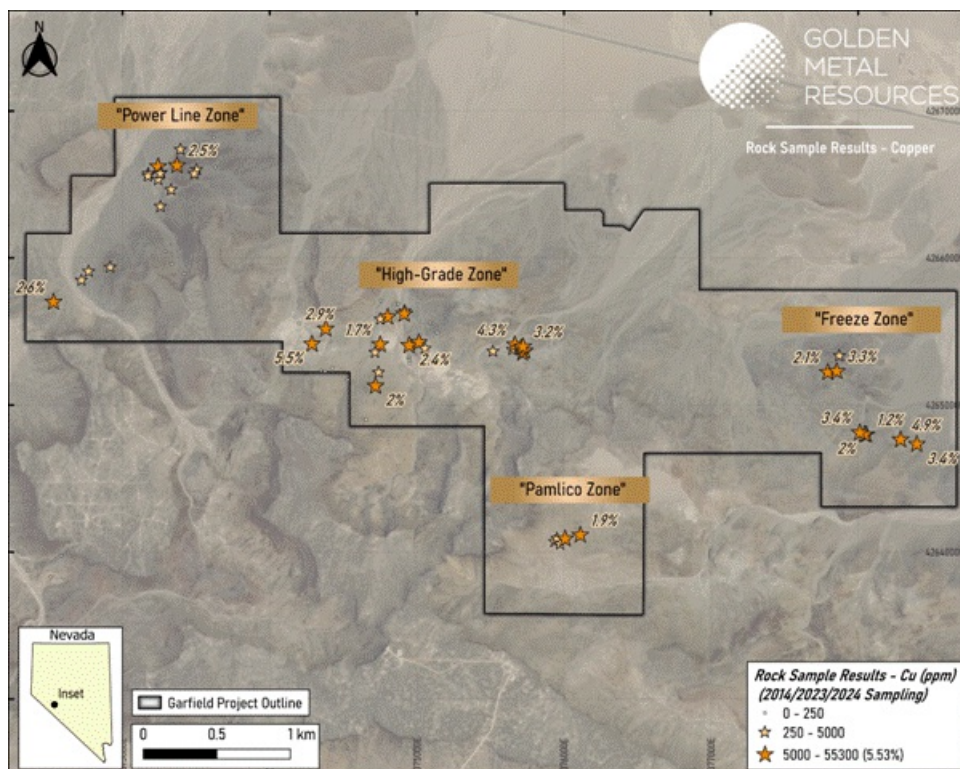 N
GOLDEN
METAL
RESOURCES
Rock Sample Results - Copper
4267000
"Power Line Zone"
2.5%
4266000
"High-Grade Zone"
2.6%
2.9%
1.7%
4.3%
3.2%
"Freeze Zone"
5.5%
2.4%
2.1%
3.3%
2%
4265000
3.4%
1.2%
4.9%
2%
3.4%
"Pamlico Zone"
1.9%
4264000
Nevada
Inset
Garfield Project Outline
0
0.5
1 km
Rock Sample Results - Cu (ppm)
(2014/2023/2024 Sampling)
0 - 250
250 - 5000
5000 - 55300 (5.53%)